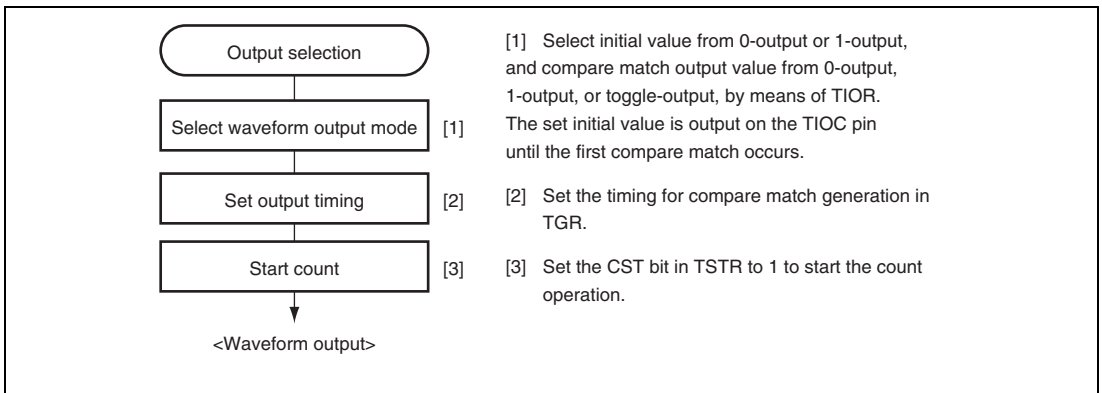 Output selection
Select waveform output mode [1]
Set output timing [2]
Start count [3]
<Waveform output>
[1] Select initial value from 0-output or 1-output,
and compare match output value from 0-output,
1-output, or toggle-output, by means of TIOR.
The set initial value is output on the TIOC pin
until the first compare match occurs.
[2] Set the timing for compare match generation in
TGR.
[3] Set the CST bit in TSTR to 1 to start the count
operation.